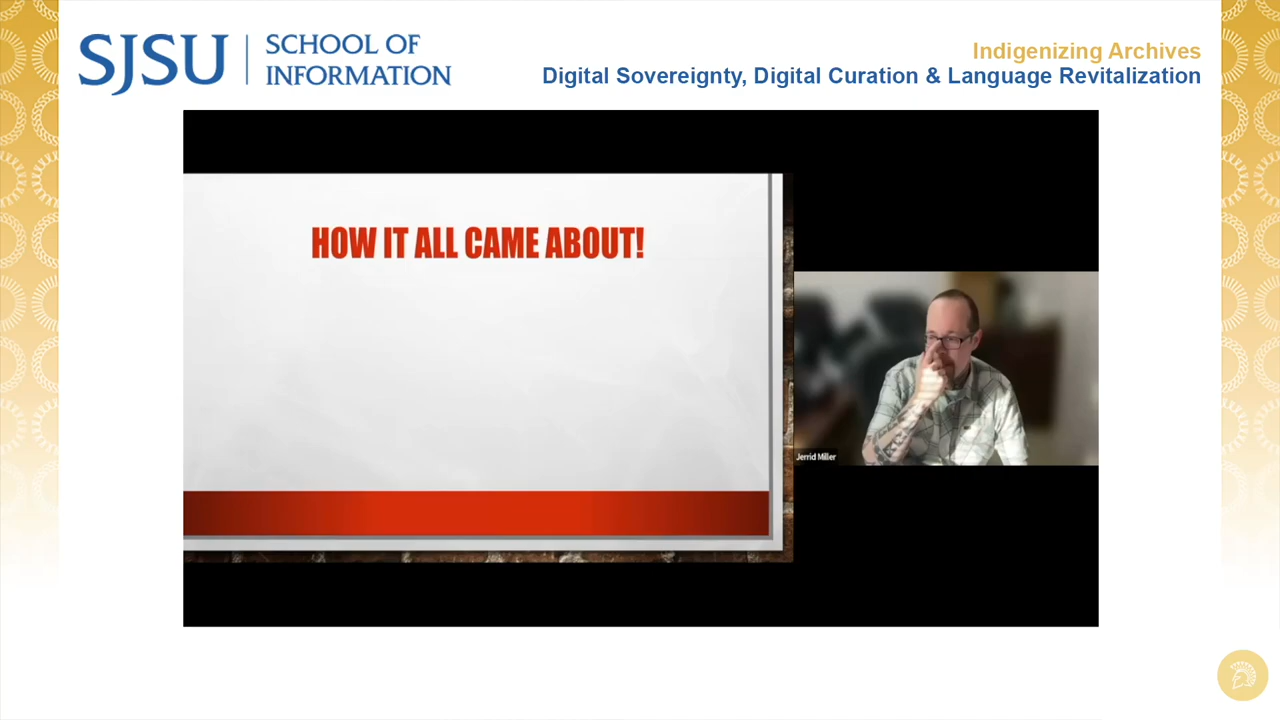 SJSU
SCHOOL OF
INFORMATION
Indigenizing Archives
Digital Sovereignty, Digital Curation & Language Revitalization
HOW IT ALL CAME ABOUT!
Jerrid Miller